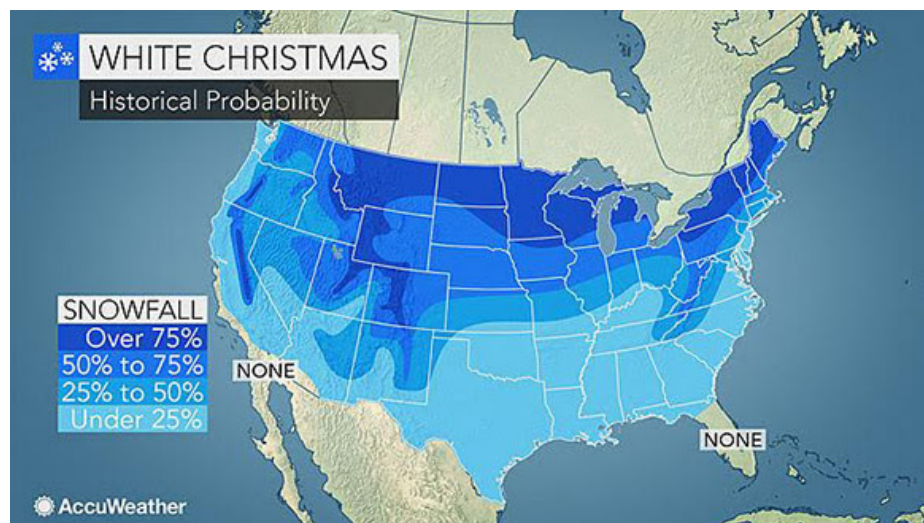 WHITE CHRISTMAS
Historical Probability
SNOWFALL
Over 75%
50% to 75%
25% to 50%
Under 25%
NONE
NONE
AccuWeather